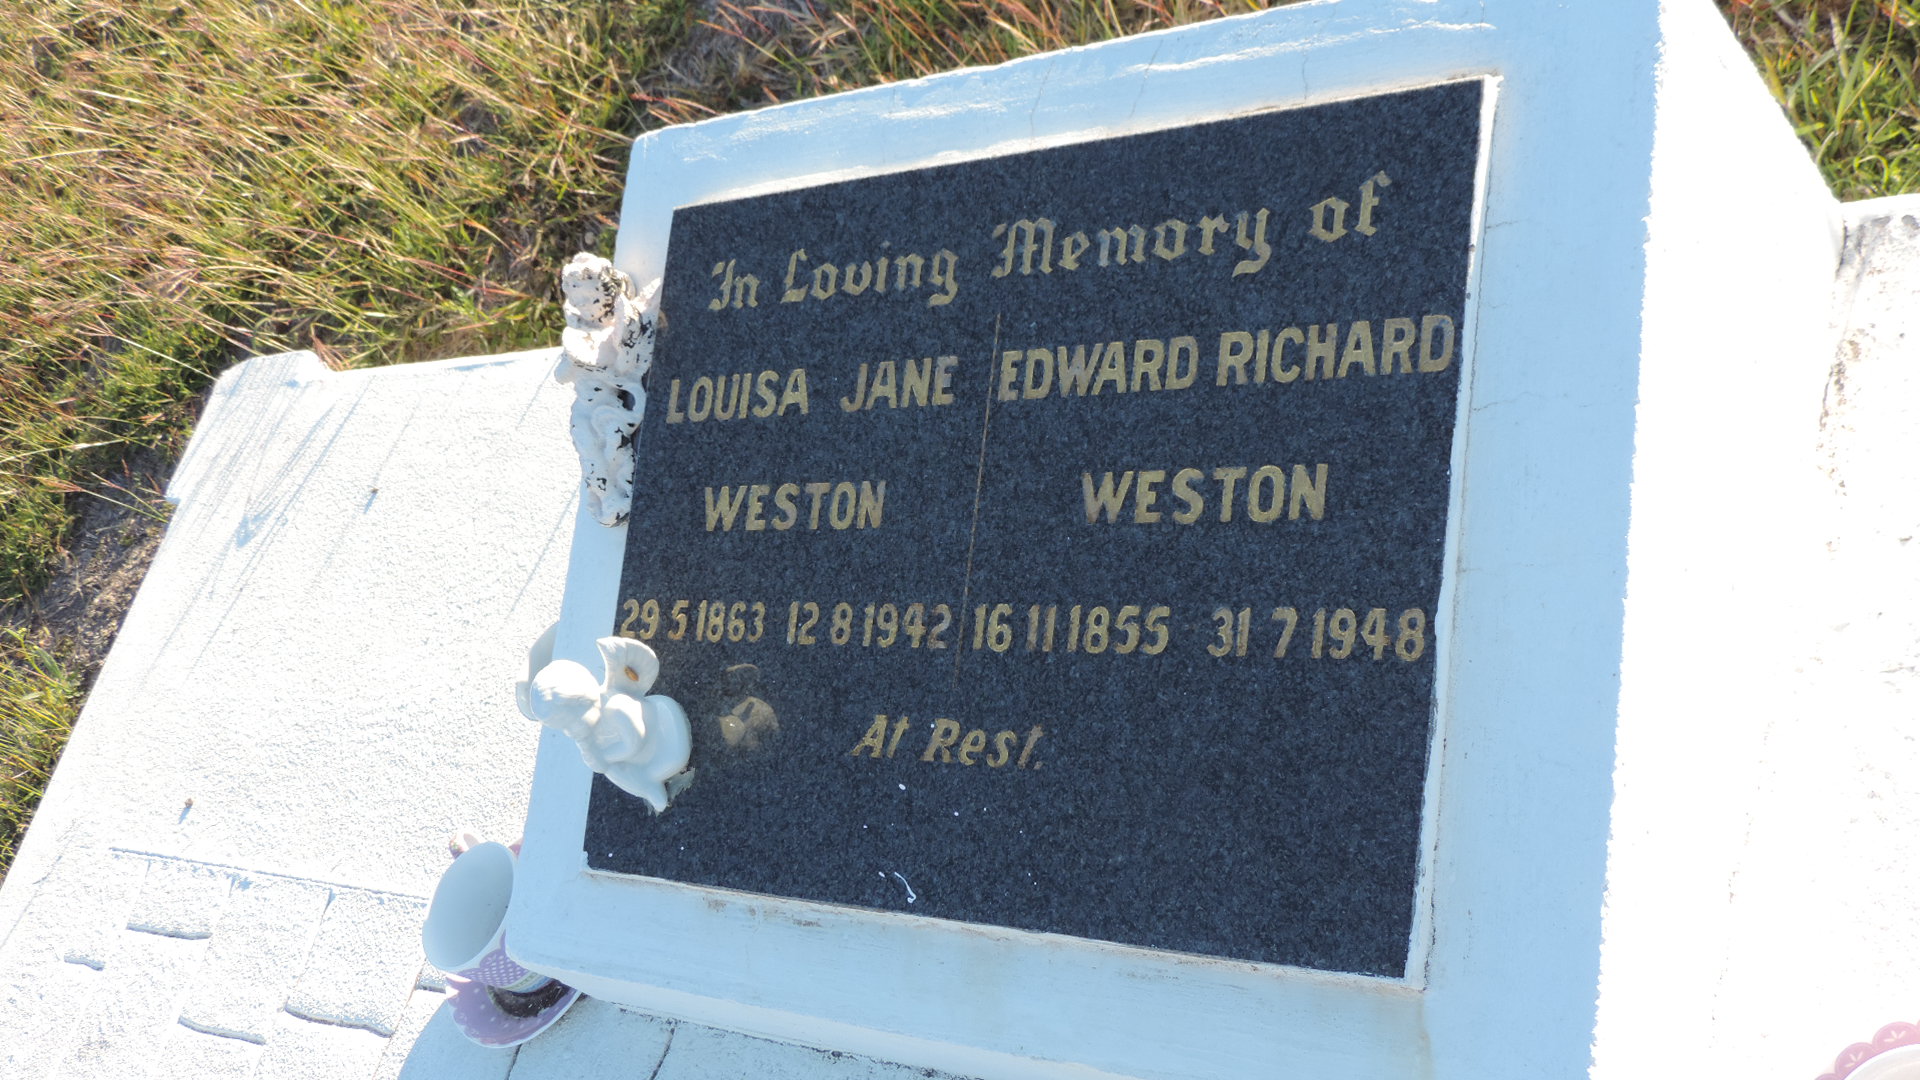 In Loving Memory of
LOUISA JANE
WESTON
29 5 1863 12 8 1942
EDWARD RICHARD
WESTON
16 11 1855 31 7 1948
At Rest.